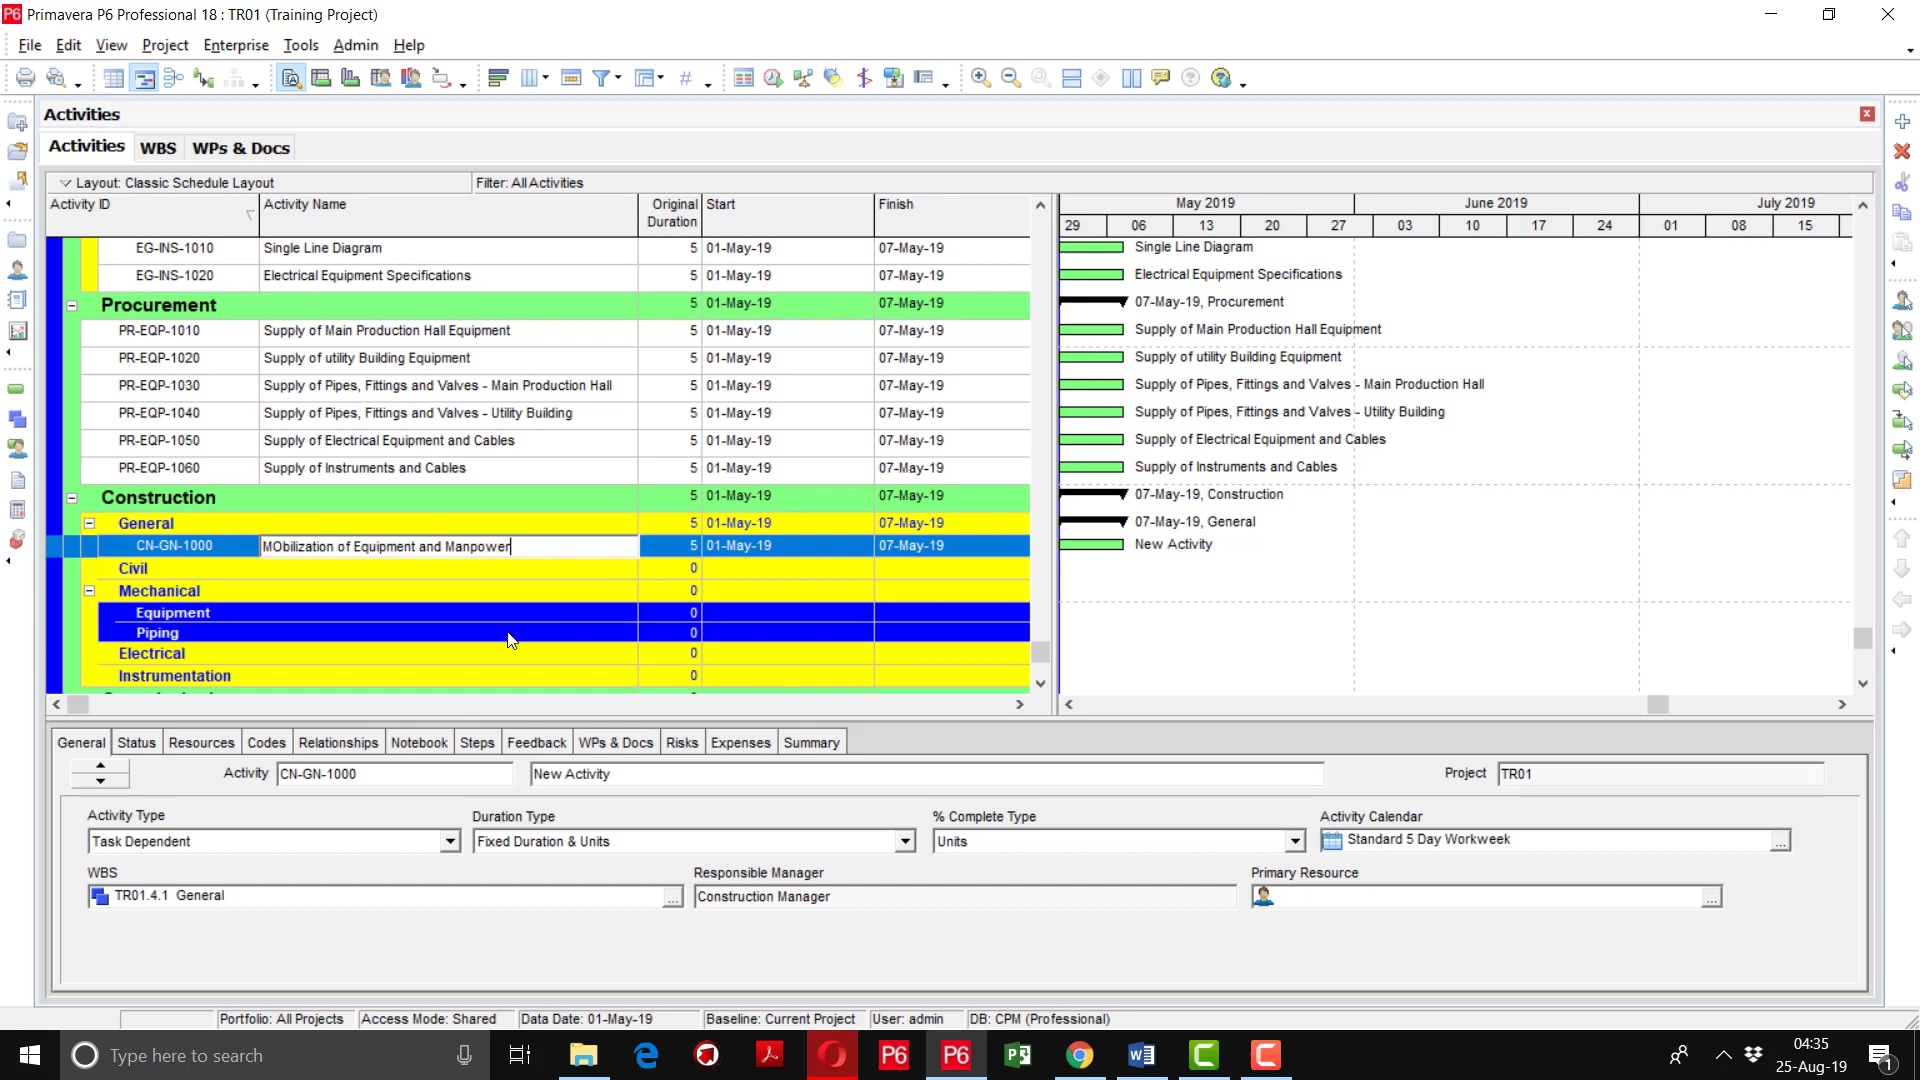 P6 Primavera P6 Professional 18 : TR01 (Training Project)
File Edit View Project Enterprise Tools Admin Help
Activities
Activities WBS WPs & Docs
Layout: Classic Schedule Layout Filter: All Activities
Activity ID Activity Name Original Duration Start Finish
May 2019 June 2019 July 2019
29 06 13 20 27 03 10 17 24 01 08 15
EG-INS-1010 Single Line Diagram 5 01-May-19 07-May-19 Single Line Diagram
EG-INS-1020 Electrical Equipment Specifications 5 01-May-19 07-May-19 Electrical Equipment Specifications
Procurement 5 01-May-19 07-May-19 07-May-19, Procurement
PR-EQP-1010 Supply of Main Production Hall Equipment 5 01-May-19 07-May-19 Supply of Main Production Hall Equipment
PR-EQP-1020 Supply of utility Building Equipment 5 01-May-19 07-May-19 Supply of utility Building Equipment
PR-EQP-1030 Supply of Pipes, Fittings and Valves - Main Production Hall 5 01-May-19 07-May-19 Supply of Pipes, Fittings and Valves - Main Production Hall
PR-EQP-1040 Supply of Pipes, Fittings and Valves - Utility Building 5 01-May-19 07-May-19 Supply of Pipes, Fittings and Valves - Utility Building
PR-EQP-1050 Supply of Electrical Equipment and Cables 5 01-May-19 07-May-19 Supply of Electrical Equipment and Cables
PR-EQP-1060 Supply of Instruments and Cables 5 01-May-19 07-May-19 Supply of Instruments and Cables
Construction 5 01-May-19 07-May-19 07-May-19, Construction
General 5 01-May-19 07-May-19 07-May-19, General
CN-GN-1000 MObilization of Equipment and Manpower 5 01-May-19 07-May-19 New Activity
Civil 0
Mechanical 0
Equipment 0
Piping 0
Electrical 0
Instrumentation 0
General Status Resources Codes Relationships Notebook Steps Feedback WPs & Docs Risks Expenses Summary
Activity CN-GN-1000 New Activity Project TR01
Activity Type Duration Type % Complete Type Activity Calendar
Task Dependent Fixed Duration & Units Units Standard 5 Day Workweek ...
WBS Responsible Manager Primary Resource
TR01.4.1 General ... Construction Manager ...
Portfolio: All Projects Access Mode: Shared Data Date: 01-May-19 Baseline: Current Project User: admin DB: CPM (Professional)
Type here to search P6 P6 04:35
25-Aug-19 1